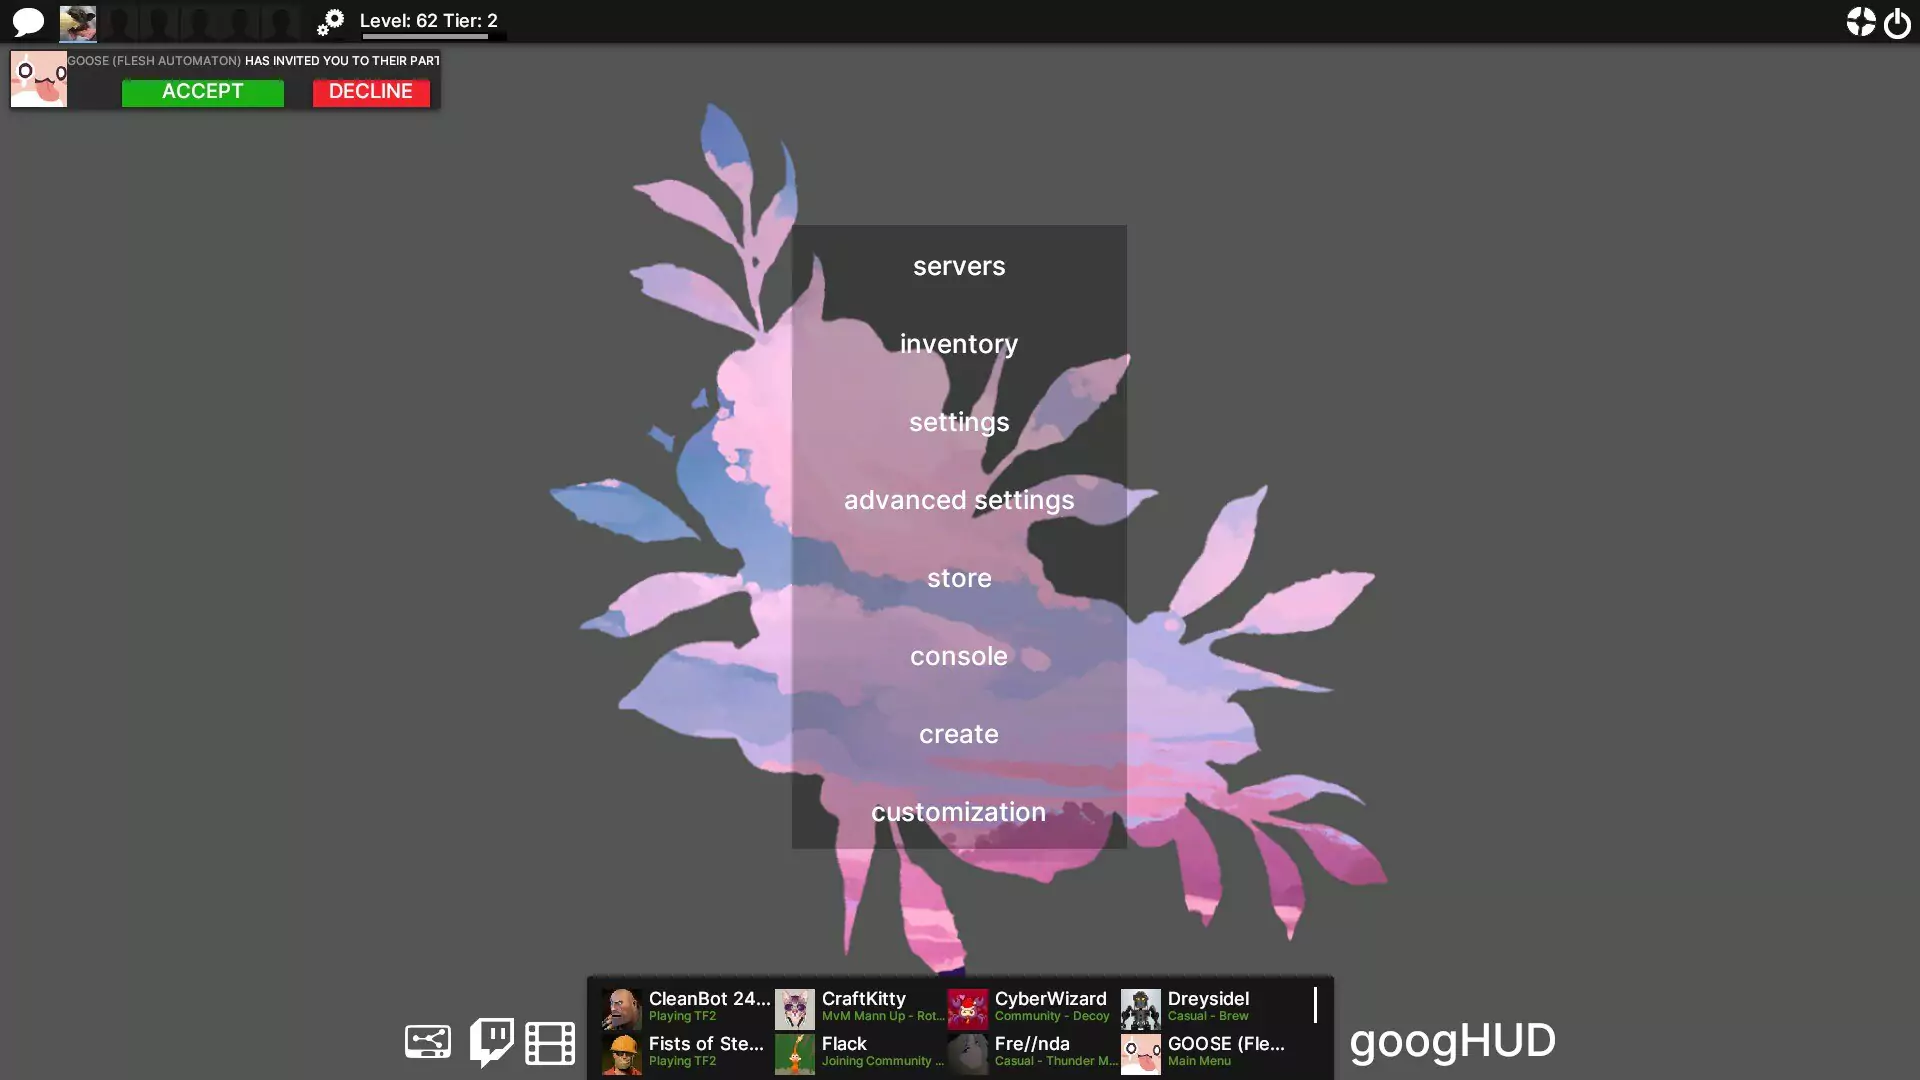 Level: 62 Tier: 2
GOOSE (FLESH AUTOMATON) HAS INVITED YOU TO THEIR PART
ACCEPT
DECLINE
servers
inventory
settings
advanced settings
store
console
create
customization
CleanBot 24...
Playing TF2
CraftKitty
MvM Mann Up - Rot...
CyberWizard
Community - Decoy
Dreysidel
Casual - Brew
Fists of Ste...
Playing TF2
Flack
Joining Community ...
Fre//nda
Casual - Thunder M...
GOOSE (Fle...
Main Menu
googHUD